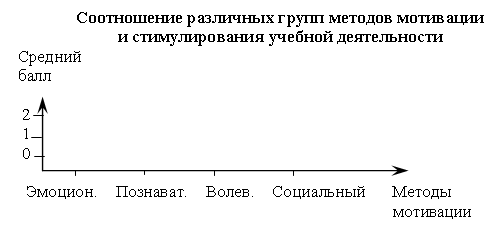 Соотношение различных групп методов мотивации
и стимулирования учебной деятельности
Средний
балл
2
1
0
Эмоцион. Познават. Волев. Социальный Методы
мотивации